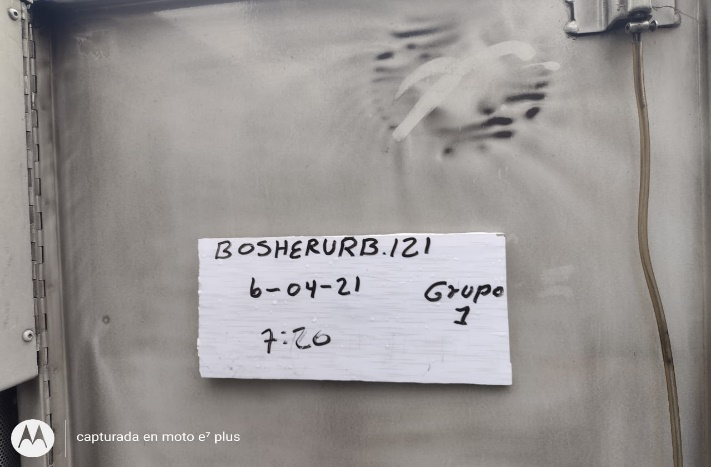 BOSHERURB.121
6-04-21
Grupo
1
7:20
capturada en moto e⁷ plus